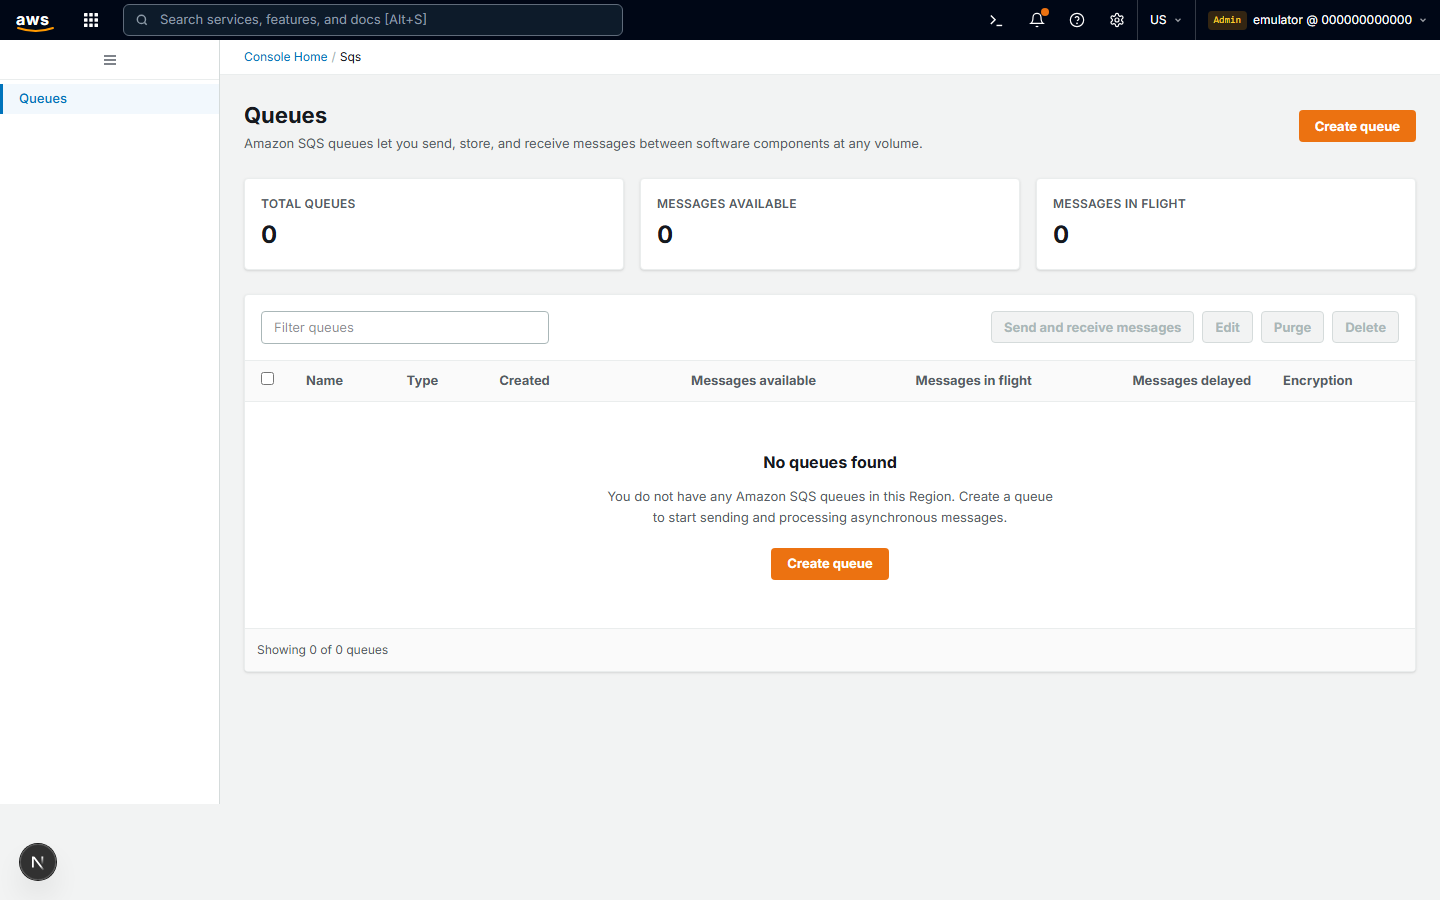 aws
Search services, features, and docs [Alt+S]
US
Admin
emulator @ 000000000000
Console Home / Sqs
Queues
Queues
Amazon SQS queues let you send, store, and receive messages between software components at any volume.
Create queue
TOTAL QUEUES
0
MESSAGES AVAILABLE
0
MESSAGES IN FLIGHT
0
Filter queues
Send and receive messages
Edit
Purge
Delete
Name
Type
Created
Messages available
Messages in flight
Messages delayed
Encryption
No queues found
You do not have any Amazon SQS queues in this Region. Create a queue
to start sending and processing asynchronous messages.
Create queue
Showing 0 of 0 queues
N